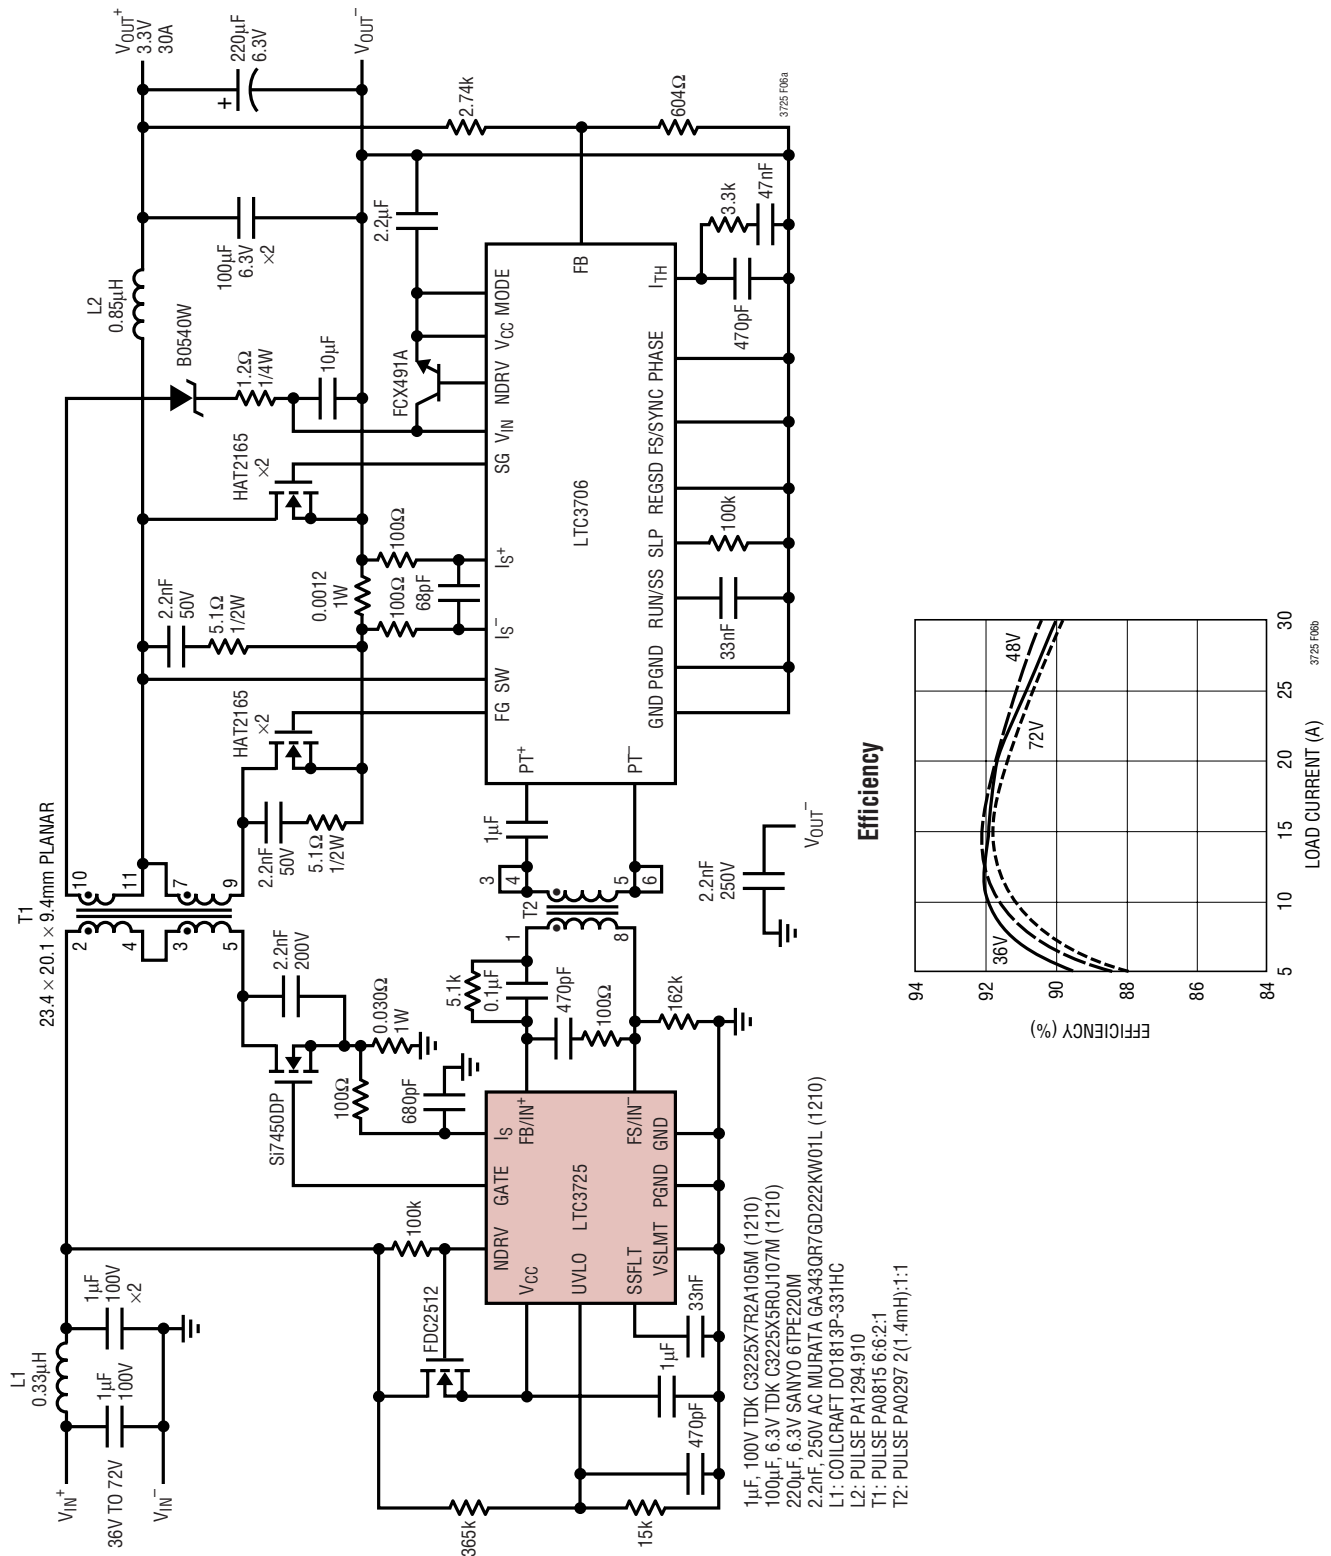 L1
0.33µH
VIN+
36V TO 72V
VIN−
1µF
100V
1µF
100V
×2
T1
23.4 × 20.1 × 9.4mm PLANAR
2
4
3
5
10
11
7
9
Si7450DP
2.2nF
200V
0.030Ω
1W
100Ω
680pF
2.2nF
50V
5.1Ω
1/2W
HAT2165
×2
2.2nF
50V
5.1Ω
1/2W
0.0012
1W
100Ω
100Ω
68pF
HAT2165
×2
L2
0.85µH
B0540W
1.2Ω
1/4W
10µF
FCX491A
100µF
6.3V
×2
2.2µF
VOUT+
3.3V
30A
220µF
6.3V
+
VOUT−
2.74k
604Ω
365k
15k
470pF
FDC2512
100k
1µF
33nF
NDRV
GATE
IS
VCC
FB/IN+
UVLO
LTC3725
SSFLT
FS/IN−
VSLMT
PGND
GND
5.1k
0.1µF
470pF
100Ω
162k
1
8
T2
3
4
5
6
1µF
FG
SW
IS−
IS+
SG
VIN
NDRV
VCC
MODE
PT+
PT−
LTC3706
FB
GND
PGND
RUN/SS
SLP
REGSD
FS/SYNC
PHASE
ITH
33nF
100k
470pF
3.3k
47nF
2.2nF
250V
VOUT−
3725 F06a
1µF, 100V TDK C3225X7R2A105M (1210)
100µF, 6.3V TDK C3225X5R0J107M (1210)
220µF, 6.3V SANYO 6TPE220M
2.2nF, 250V AC MURATA GA343QR7GD222KW01L (1210)
L1: COILCRAFT DO1813P-331HC
L2: PULSE PA1294.910
T1: PULSE PA0815 6:6:2:1
T2: PULSE PA0297 2(1.4mH):1:1
Efficiency
EFFICIENCY (%)
94
92
90
88
86
84
36V
48V
72V
5
10
15
20
25
30
LOAD CURRENT (A)
3725 F06b